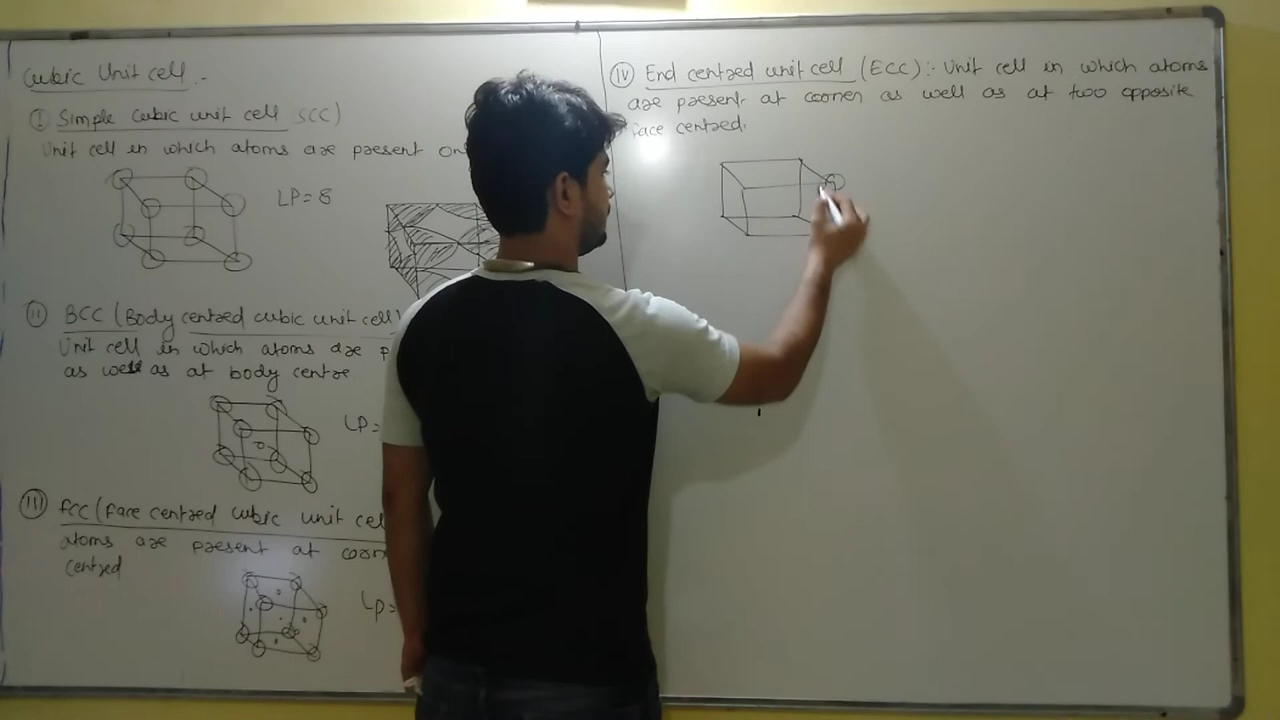 Cubic Unit cell :-
(I) Simple cubic unit cell SCC)
Unit cell in which atoms are present on
LP = 8
(II) BCC (Body centred cubic unit cell)
Unit cell in which atoms are p
as well as at body centre
LP =
(III) FCC (Face centred cubic unit cel
atoms are present at corn
centred
LP =
(IV) End centred unit cell (ECC) :- Unit cell in which atoms
are present at corner as well as at two opposite
face centred.